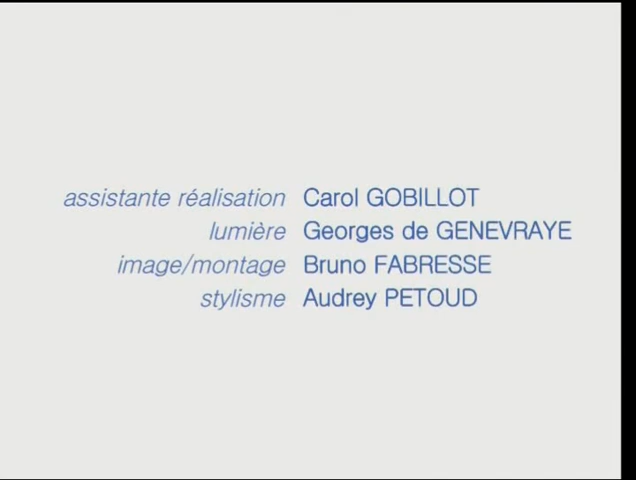 assistante réalisation Carol GOBILLOT
lumière Georges de GENEVRAYE
image/montage Bruno FABRESSE
stylisme Audrey PETOUD